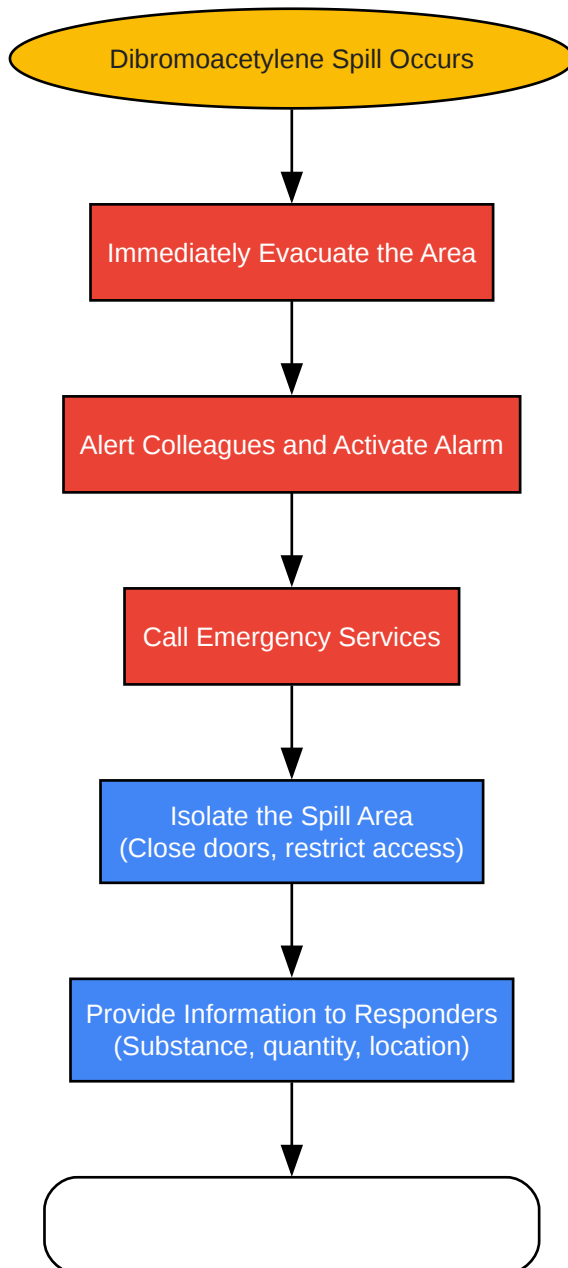 Dibromoacetylene Spill Occurs
Immediately Evacuate the Area
Alert Colleagues and Activate Alarm
Call Emergency Services
Isolate the Spill Area
(Close doors, restrict access)
Provide Information to Responders
(Substance, quantity, location)